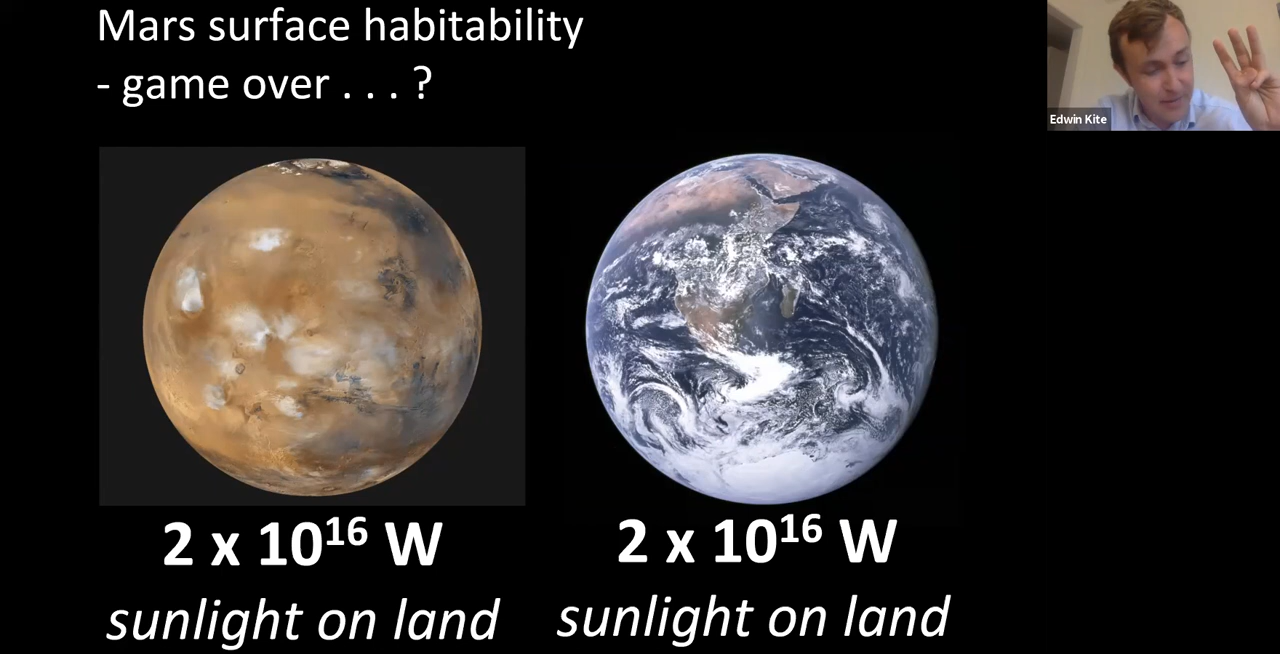 Mars surface habitability
- game over . . . ?
Edwin Kite
2 x 10¹⁶ W
sunlight on land
2 x 10¹⁶ W
sunlight on land